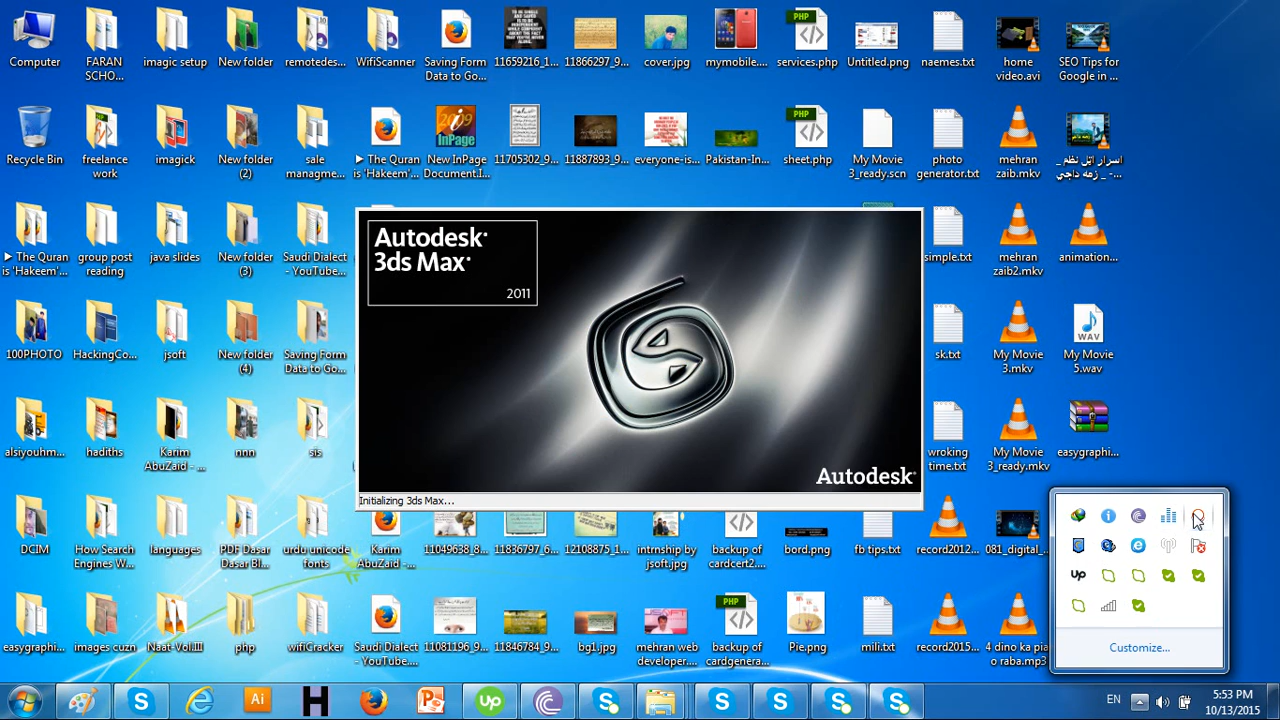 Computer
FARAN
SCHO...
imagic setup
New folder
remotedes...
WifiScanner
Saving Form
Data to Go...
11659216_1...
11866297_9...
cover.jpg
mymobile....
services.php
Untitled.png
naemes.txt
home
video.avi
SEO Tips for
Google in ...
Recycle Bin
freelance
work
imagick
New folder
(2)
sale
managme...
▶ The Quran
is 'Hakeem'...
New InPage
Document.I...
11705302_9...
11887893_9...
everyone-is...
Pakistan-In...
sheet.php
My Movie
3_ready.scn
photo
generator.txt
mehran
zaib.mkv
▶ The Quran
is 'Hakeem'...
group post
reading
java slides
New folder
(3)
Saudi Dialect
- YouTube...
simple.txt
mehran
zaib2.mkv
animation...
Autodesk
3ds Max
2011
Autodesk
Initializing 3ds Max...
100PHOTO
HackingCo...
jsoft
New folder
(4)
Saving Form
Data to Go...
sk.txt
My Movie
3.mkv
WAV
My Movie
5.wav
alsiyouhm...
hadiths
Karim
AbuZaid - ...
nnn
sis
wroking
time.txt
My Movie
3_ready.mkv
easygraphi...
DCIM
How Search
Engines W...
languages
PDF Dasar
Dasar Bl...
urdu unicode
fonts
Karim
AbuZaid -...
11049638_8...
11836797_6...
12108875_1...
intrnship by
jsoft.jpg
backup of
cardcert2....
bord.png
fb tips.txt
record2012...
081_digital_...
easygraphi...
images cuzn
Naat-Vol.III
php
wifiCracker
Saudi Dialect
- YouTube...
11081196_9...
11846784_9...
bg1.jpg
mehran web
developer....
backup of
cardgenera...
Pie.png
mili.txt
record2015...
4 dino ka pia
o raba.mp3
Customize...
EN
5:53 PM
10/13/2015